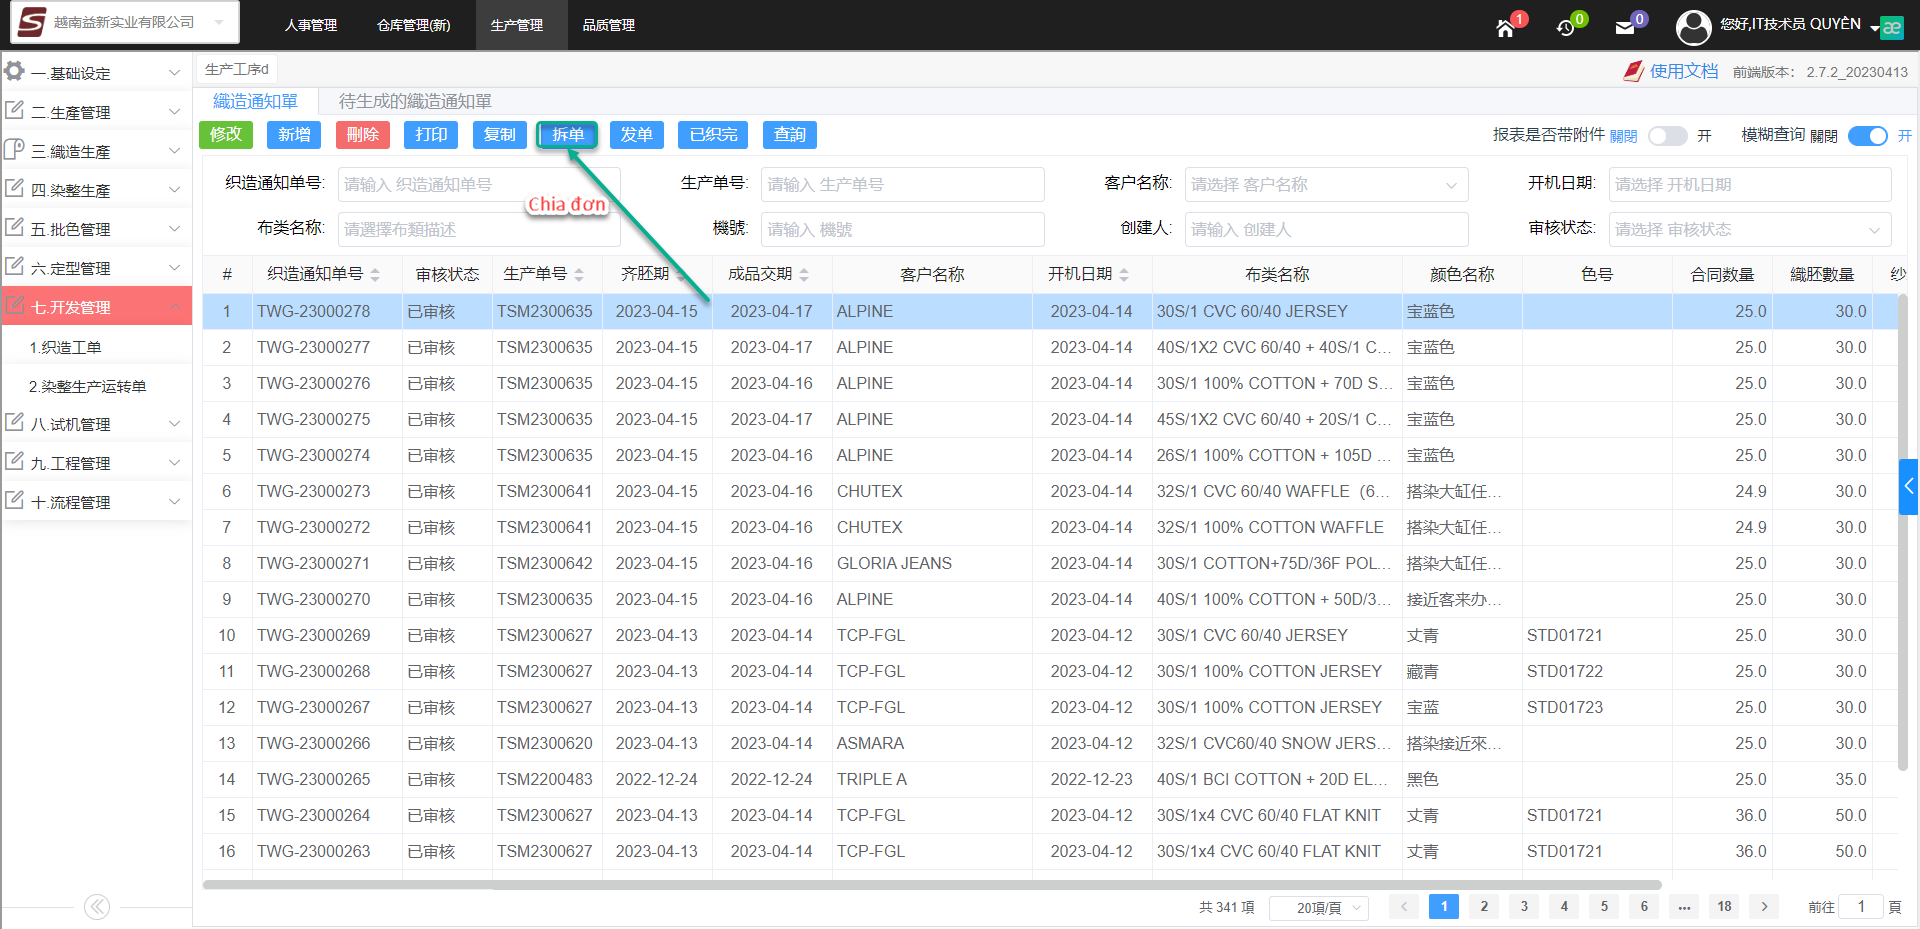 越南益新实业有限公司
人事管理 仓库管理(新) 生产管理 品质管理
1 0 0 您好,IT技术员 QUYÊN
一.基础设定
二.生產管理
三.織造生產
四.染整生產
五.批色管理
六.定型管理
七.开发管理
1.织造工单
2.染整生产运转单
八.试机管理
九.工程管理
十.流程管理
生产工序d 使用文档 前端版本: 2.7.2_20230413
織造通知單 待生成的織造通知單
修改 新增 刪除 打印 复制 拆单 发单 已织完 查詢 报表是否带附件 關閉 开 模糊查询 關閉 开
织造通知单号: 请输入 织造通知单号 生产单号: 请输入 生产单号 客户名称: 请选择 客户名称 开机日期: 请选择 开机日期
Chia đơn
布类名称: 请選擇布類描述 機號: 请输入 機號 创建人: 请输入 创建人 审核状态: 请选择 审核状态
# 织造通知单号 审核状态 生产单号 齐胚期 成品交期 客户名称 开机日期 布类名称 颜色名称 色号 合同数量 織胚數量 纱
1 TWG-23000278 已审核 TSM2300635 2023-04-15 2023-04-17 ALPINE 2023-04-14 30S/1 CVC 60/40 JERSEY 宝蓝色 25.0 30.0
2 TWG-23000277 已审核 TSM2300635 2023-04-15 2023-04-17 ALPINE 2023-04-14 40S/1X2 CVC 60/40 + 40S/1 C... 宝蓝色 25.0 30.0
3 TWG-23000276 已审核 TSM2300635 2023-04-15 2023-04-16 ALPINE 2023-04-14 30S/1 100% COTTON + 70D S... 宝蓝色 25.0 30.0
4 TWG-23000275 已审核 TSM2300635 2023-04-15 2023-04-17 ALPINE 2023-04-14 45S/1X2 CVC 60/40 + 20S/1 C... 宝蓝色 25.0 30.0
5 TWG-23000274 已审核 TSM2300635 2023-04-15 2023-04-16 ALPINE 2023-04-14 26S/1 100% COTTON + 105D ... 宝蓝色 25.0 30.0
6 TWG-23000273 已审核 TSM2300641 2023-04-15 2023-04-16 CHUTEX 2023-04-14 32S/1 CVC 60/40 WAFFLE（6... 搭染大缸任... 24.9 30.0
7 TWG-23000272 已审核 TSM2300641 2023-04-15 2023-04-16 CHUTEX 2023-04-14 32S/1 100% COTTON WAFFLE 搭染大缸任... 24.9 30.0
8 TWG-23000271 已审核 TSM2300642 2023-04-15 2023-04-16 GLORIA JEANS 2023-04-14 30S/1 COTTON+75D/36F POL... 搭染大缸任... 25.0 30.0
9 TWG-23000270 已审核 TSM2300635 2023-04-15 2023-04-16 ALPINE 2023-04-14 40S/1 100% COTTON + 50D/3... 接近客来办... 25.0 30.0
10 TWG-23000269 已审核 TSM2300627 2023-04-13 2023-04-14 TCP-FGL 2023-04-12 30S/1 CVC 60/40 JERSEY 丈青 STD01721 25.0 30.0
11 TWG-23000268 已审核 TSM2300627 2023-04-13 2023-04-14 TCP-FGL 2023-04-12 30S/1 100% COTTON JERSEY 藏青 STD01722 25.0 30.0
12 TWG-23000267 已审核 TSM2300627 2023-04-13 2023-04-14 TCP-FGL 2023-04-12 30S/1 100% COTTON JERSEY 宝蓝 STD01723 25.0 30.0
13 TWG-23000266 已审核 TSM2300620 2023-04-13 2023-04-14 ASMARA 2023-04-12 32S/1 CVC60/40 SNOW JERS... 搭染接近來... 25.0 30.0
14 TWG-23000265 已审核 TSM2200483 2022-12-24 2022-12-24 TRIPLE A 2022-12-23 40S/1 BCI COTTON + 20D EL... 黑色 25.0 35.0
15 TWG-23000264 已审核 TSM2300627 2023-04-13 2023-04-14 TCP-FGL 2023-04-12 30S/1x4 CVC 60/40 FLAT KNIT 丈青 STD01721 36.0 50.0
16 TWG-23000263 已审核 TSM2300627 2023-04-13 2023-04-14 TCP-FGL 2023-04-12 30S/1x4 CVC 60/40 FLAT KNIT 丈青 STD01721 36.0 50.0
共 341 項 20項/頁 1 2 3 4 5 6 ... 18 前往 1 頁